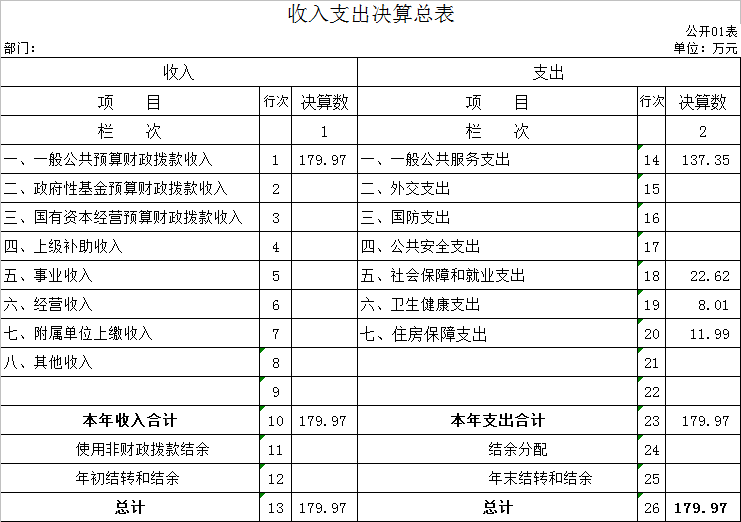 收入支出决算总表
公开01表
部门： 单位：万元
收入 支出
项 目 行次 决算数 项 目 行次 决算数
栏 次 1 栏 次 2
一、一般公共预算财政拨款收入 1 179.97 一、一般公共服务支出 14 137.35
二、政府性基金预算财政拨款收入 2 二、外交支出 15
三、国有资本经营预算财政拨款收入 3 三、国防支出 16
四、上级补助收入 4 四、公共安全支出 17
五、事业收入 5 五、社会保障和就业支出 18 22.62
六、经营收入 6 六、卫生健康支出 19 8.01
七、附属单位上缴收入 7 七、住房保障支出 20 11.99
八、其他收入 8 21
9 22
本年收入合计 10 179.97 本年支出合计 23 179.97
使用非财政拨款结余 11 结余分配 24
年初结转和结余 12 年末结转和结余 25
总计 13 179.97 总计 26 179.97